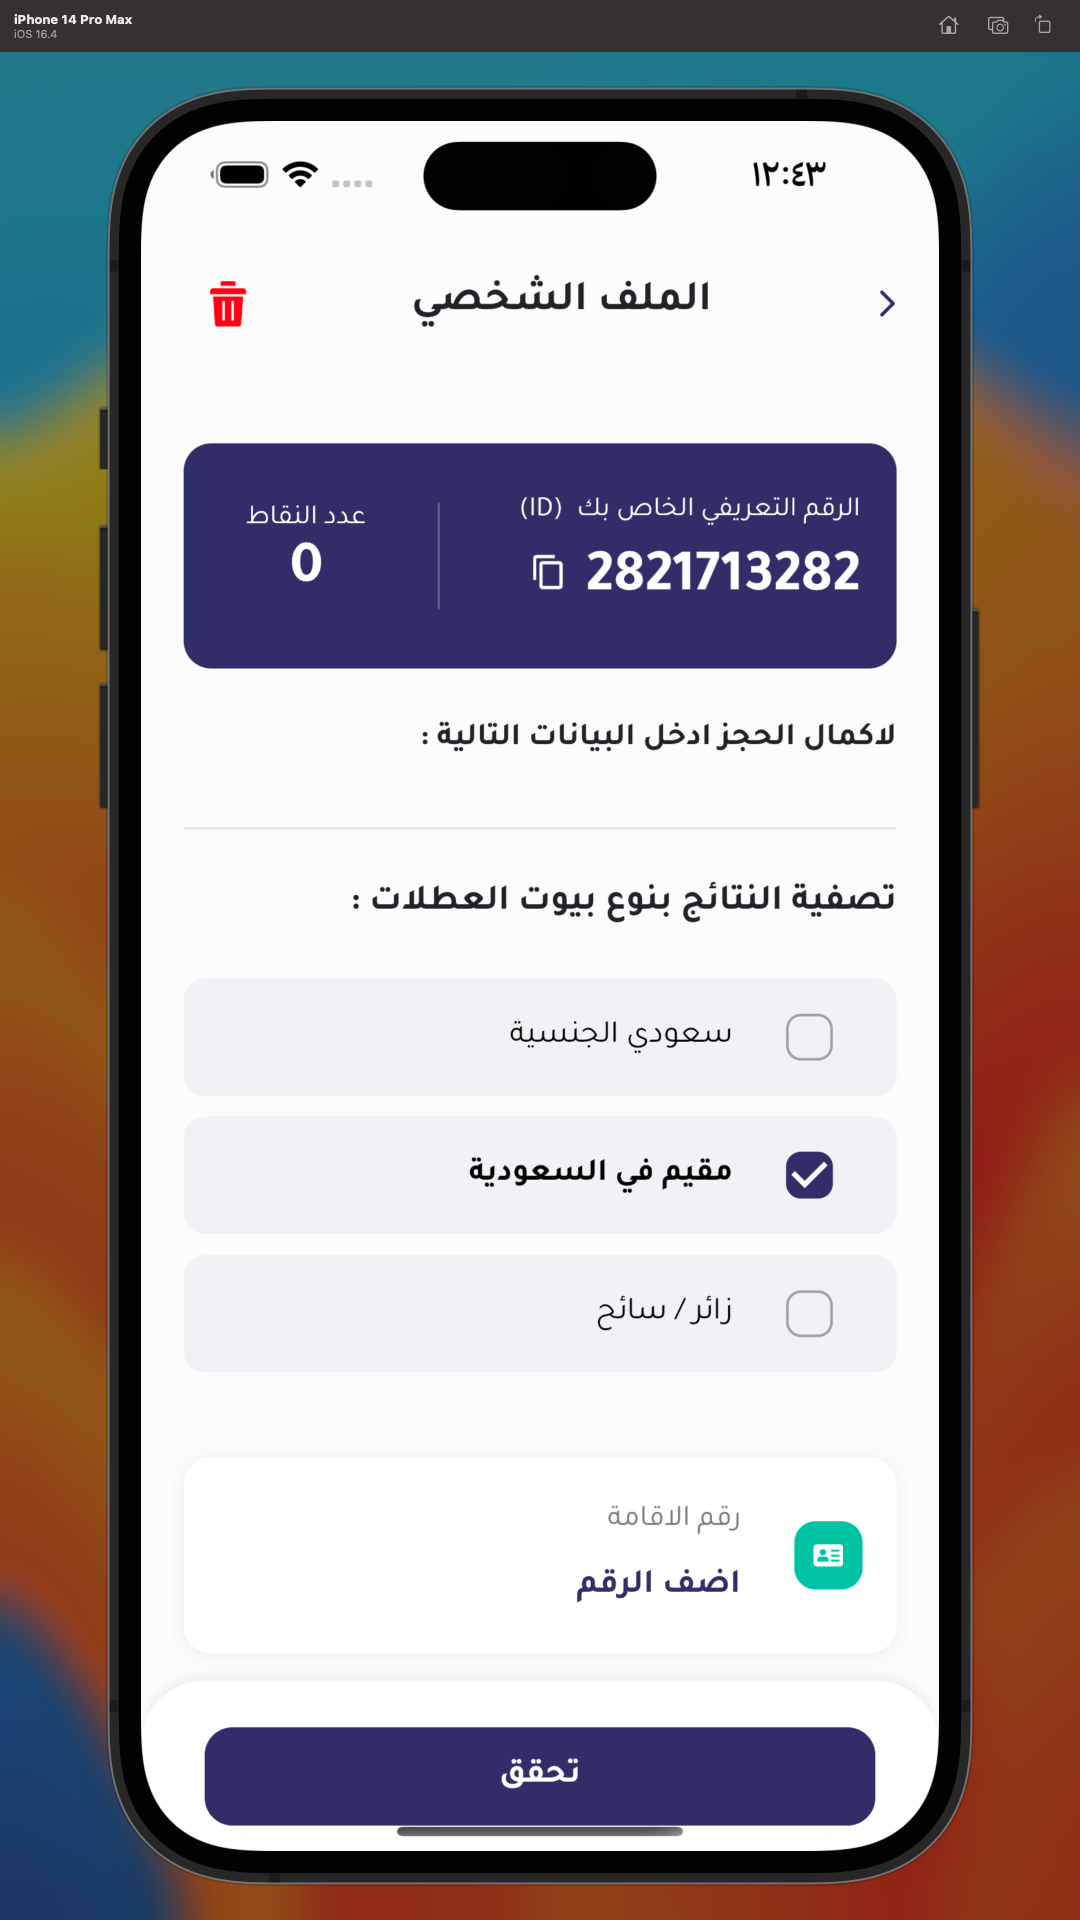 iPhone 14 Pro Max
iOS 16.4
١٢:٤٣
الملف الشخصي
الرقم التعريفي الخاص بك (ID)
2821713282
عدد النقاط
0
لاكمال الحجز ادخل البيانات التالية :
تصفية النتائج بنوع بيوت العطلات :
سعودي الجنسية
مقيم في السعودية
زائر / سائح
رقم الاقامة
اضف الرقم
تحقق